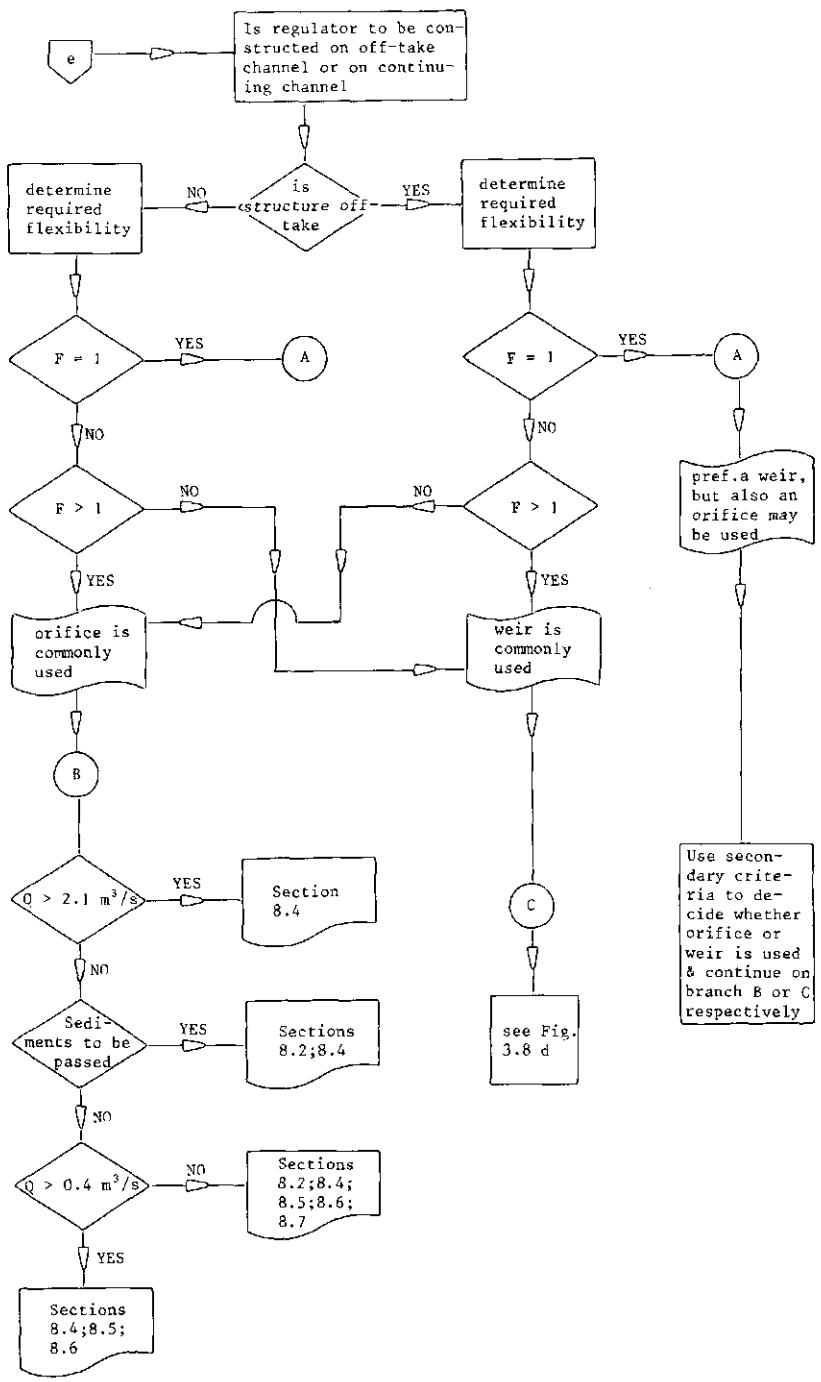 e
Is regulator to be con-
structed on off-take
channel or on continu-
ing channel
determine
required
flexibility
NO
is
structure off
take
YES
determine
required
flexibility
F = 1
YES
A
F = 1
YES
A
NO
NO
pref.a weir,
but also an
orifice may
be used
F > 1
NO
NO
F > 1
YES
YES
orifice is
commonly
used
weir is
commonly
used
B
Q > 2.1 m³/s
YES
Section
8.4
C
Use secon-
dary crite-
ria to de-
cide whether
orifice or
weir is used
& continue on
branch B or C
respectively
NO
Sedi-
ments to be
passed
YES
Sections
8.2;8.4
see Fig.
3.8 d
NO
Q > 0.4 m³/s
NO
Sections
8.2;8.4;
8.5;8.6;
8.7
YES
Sections
8.4;8.5;
8.6